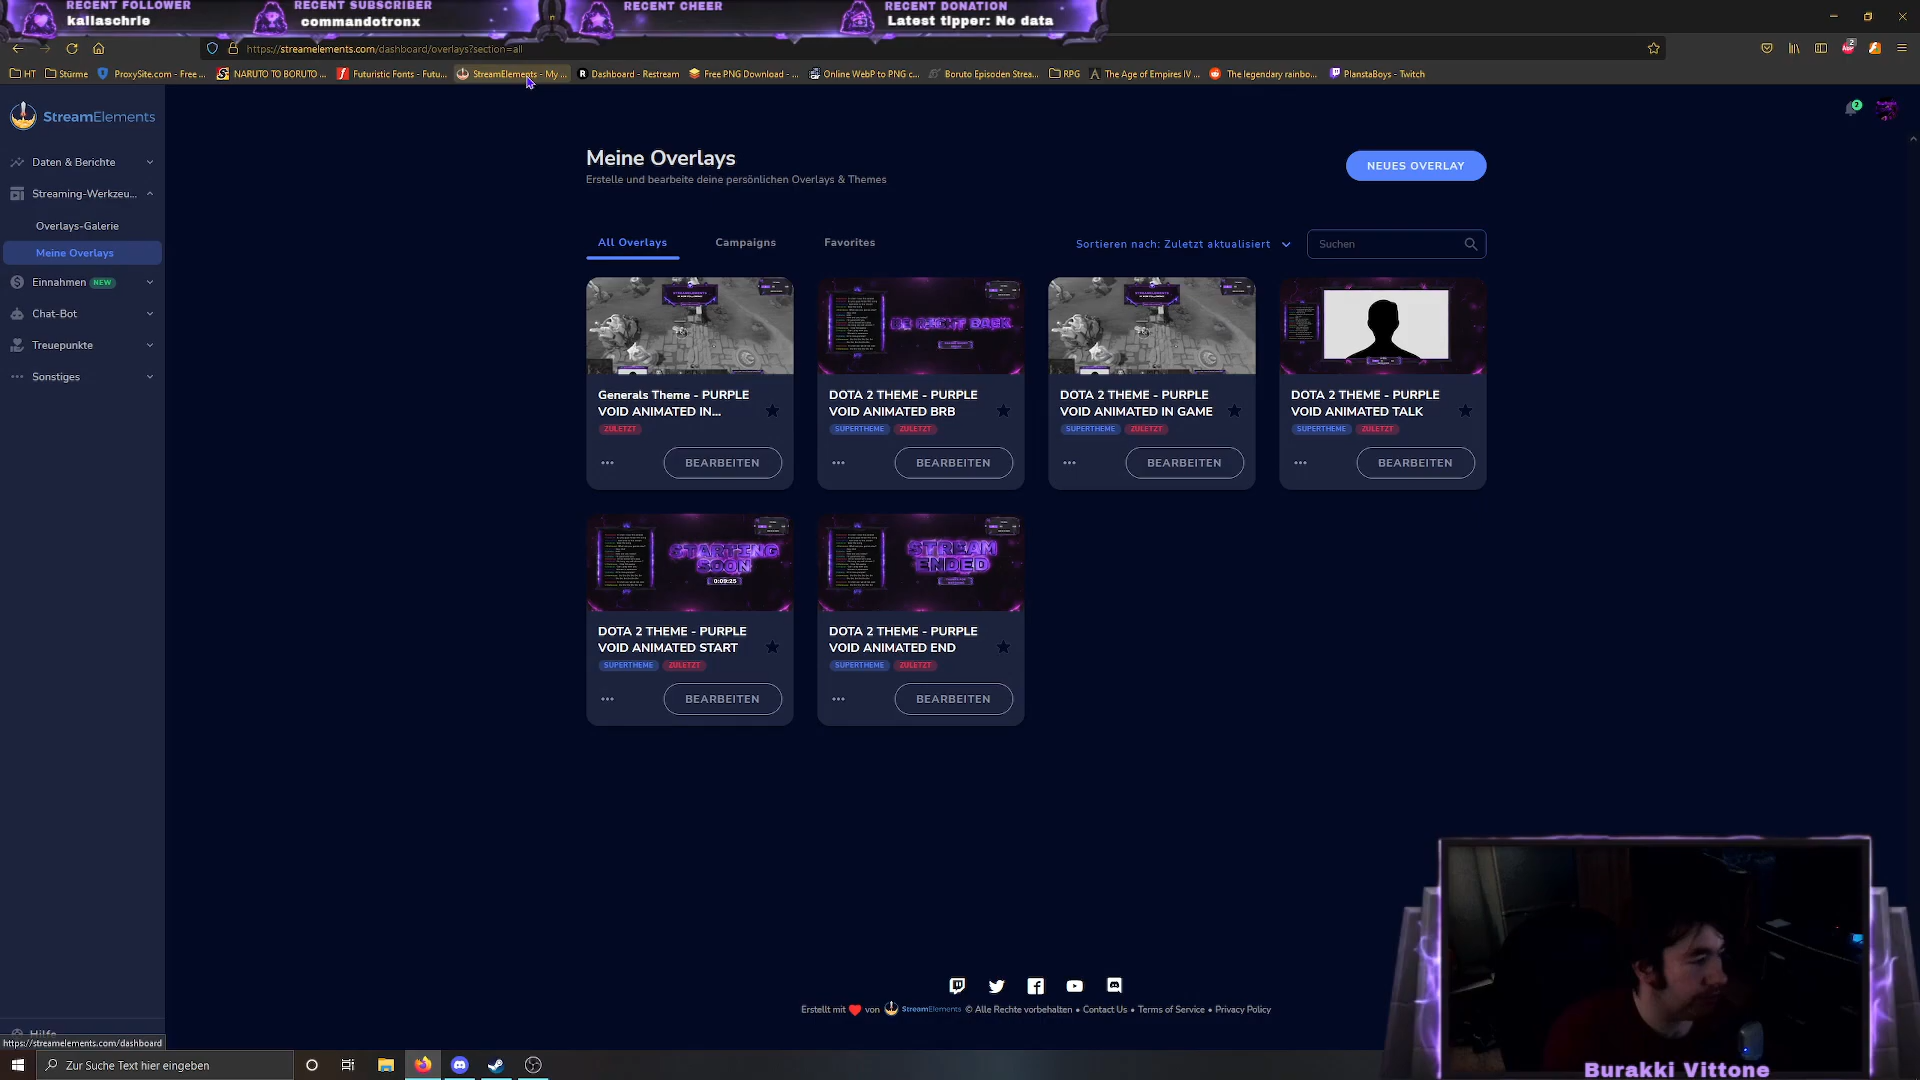 RECENT FOLLOWER
kallaschrle
RECENT SUBSCRIBER
commandotronx
RECENT CHEER
RECENT DONATION
Latest tipper: No data
https://streamelements.com/dashboard/overlays?section=all
HT
Stürme
ProxySite.com - Free ...
NARUTO TO BORUTO ...
Futuristic Fonts - Futu...
StreamElements - My ...
Dashboard - Restream
Free PNG Download - ...
Online WebP to PNG c...
Boruto Episoden Strea...
RPG
The Age of Empires IV ...
The legendary rainbo...
PlanstaBoys - Twitch
StreamElements
2
Daten & Berichte
Streaming-Werkzeu...
Overlays-Galerie
Meine Overlays
Einnahmen NEW
Chat-Bot
Treuepunkte
Sonstiges
Meine Overlays
Erstelle und bearbeite deine persönlichen Overlays & Themes
NEUES OVERLAY
All Overlays
Campaigns
Favorites
Sortieren nach: Zuletzt aktualisiert
Suchen
BE RIGHT BACK
Generals Theme - PURPLE
VOID ANIMATED IN...
ZULETZT
BEARBEITEN
DOTA 2 THEME - PURPLE
VOID ANIMATED BRB
SUPERTHEME ZULETZT
BEARBEITEN
DOTA 2 THEME - PURPLE
VOID ANIMATED IN GAME
SUPERTHEME ZULETZT
BEARBEITEN
DOTA 2 THEME - PURPLE
VOID ANIMATED TALK
SUPERTHEME ZULETZT
BEARBEITEN
STARTING
SOON
0:09:25
DOTA 2 THEME - PURPLE
VOID ANIMATED START
SUPERTHEME ZULETZT
BEARBEITEN
STREAM
ENDED
DOTA 2 THEME - PURPLE
VOID ANIMATED END
SUPERTHEME ZULETZT
BEARBEITEN
Erstellt mit von StreamElements © Alle Rechte vorbehalten • Contact Us • Terms of Service • Privacy Policy
Hilfe
https://streamelements.com/dashboard
Zur Suche Text hier eingeben
Burakki Vittone